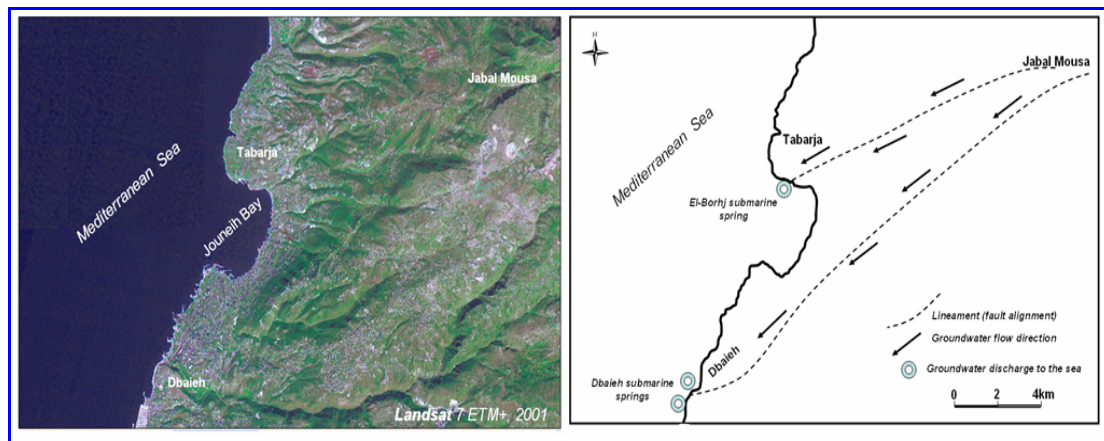 Jabal Mousa
Tabarja
Mediterranean Sea
Jouneih Bay
Dbaieh
Landsat 7 ETM+, 2001
N
Jabal Mousa
Tabarja
Mediterranean Sea
El-Borhj submarine
spring
Lineament (fault alignment)
Groundwater flow direction
Dbaieh
Dbaieh submarine
springs
Groundwater discharge to the sea
0 2 4km